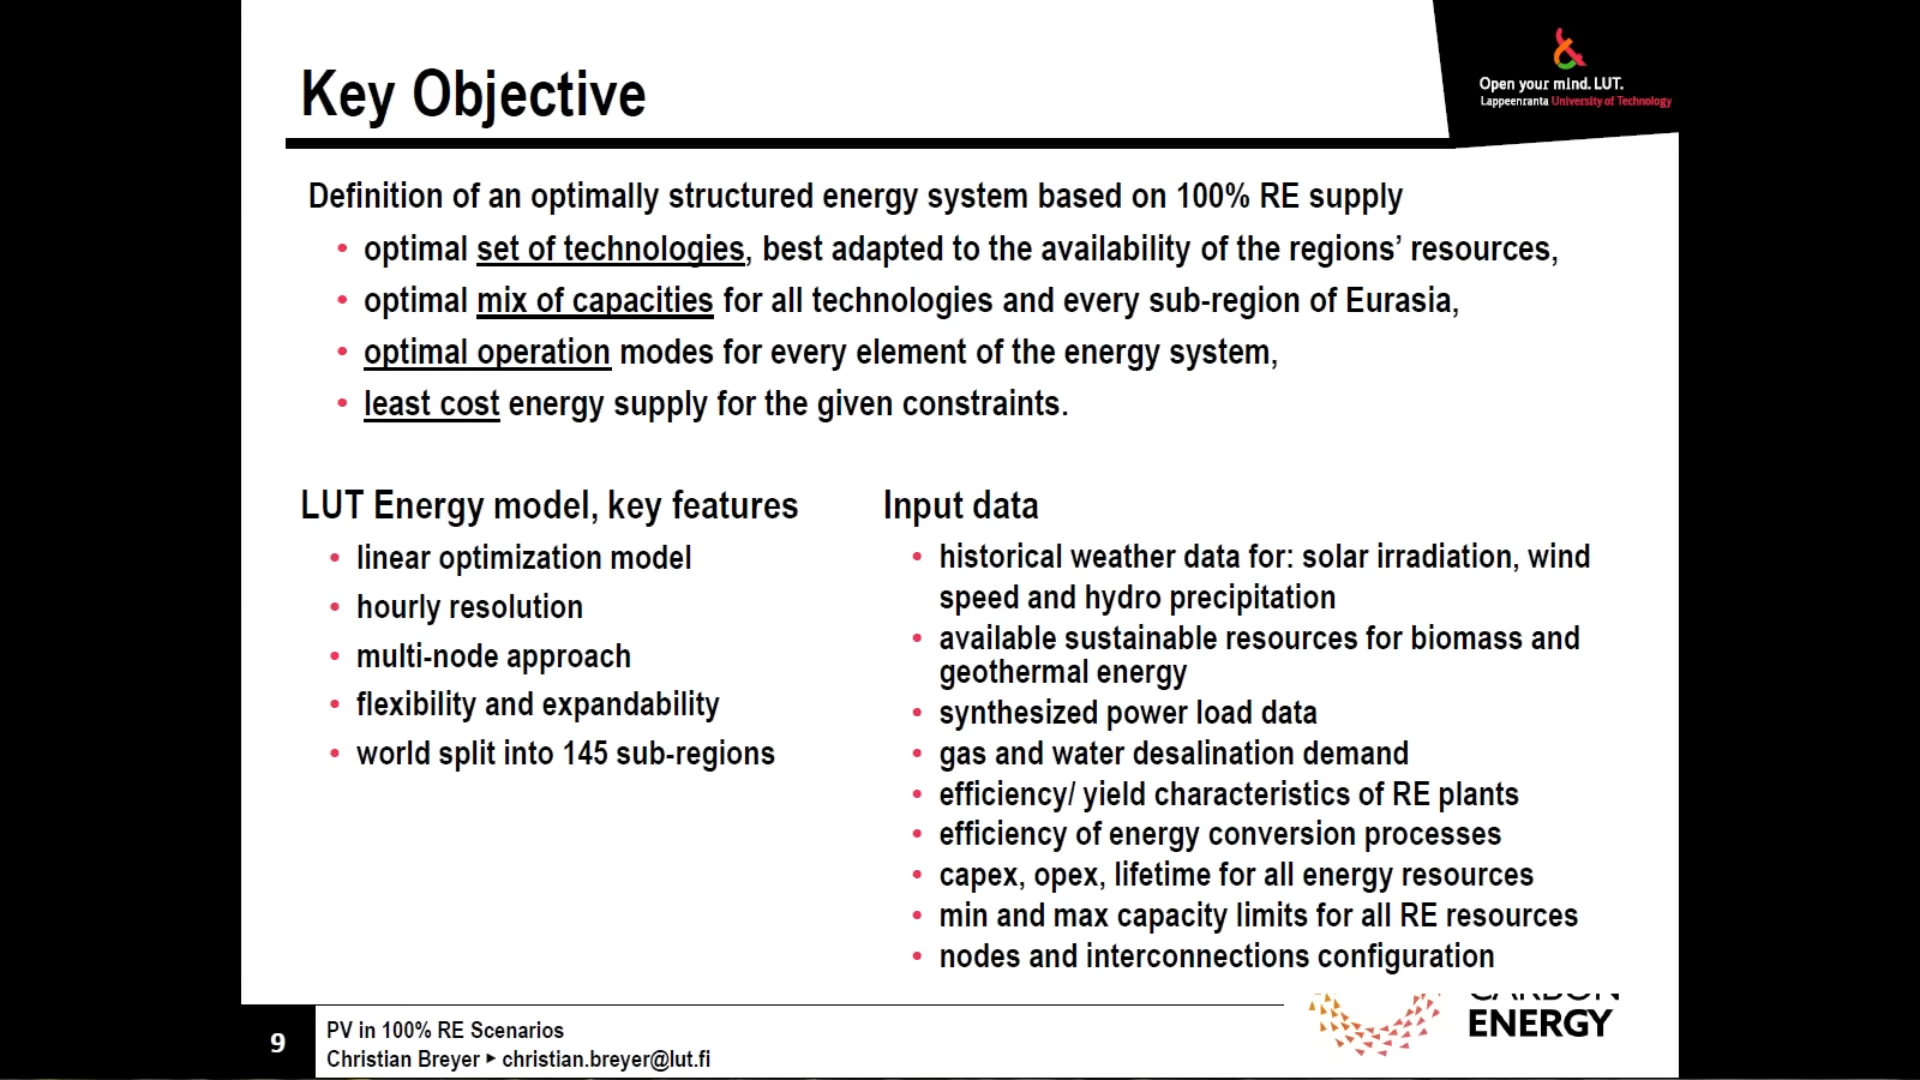 Key Objective
Open your mind. LUT.
Lappeenranta University of Technology
Definition of an optimally structured energy system based on 100% RE supply
• optimal set of technologies, best adapted to the availability of the regions’ resources,
• optimal mix of capacities for all technologies and every sub-region of Eurasia,
• optimal operation modes for every element of the energy system,
• least cost energy supply for the given constraints.
LUT Energy model, key features
• linear optimization model
• hourly resolution
• multi-node approach
• flexibility and expandability
• world split into 145 sub-regions
Input data
• historical weather data for: solar irradiation, wind
speed and hydro precipitation
• available sustainable resources for biomass and
geothermal energy
• synthesized power load data
• gas and water desalination demand
• efficiency/ yield characteristics of RE plants
• efficiency of energy conversion processes
• capex, opex, lifetime for all energy resources
• min and max capacity limits for all RE resources
• nodes and interconnections configuration
CARBON
ENERGY
9
PV in 100% RE Scenarios
Christian Breyer ▸ christian.breyer@lut.fi